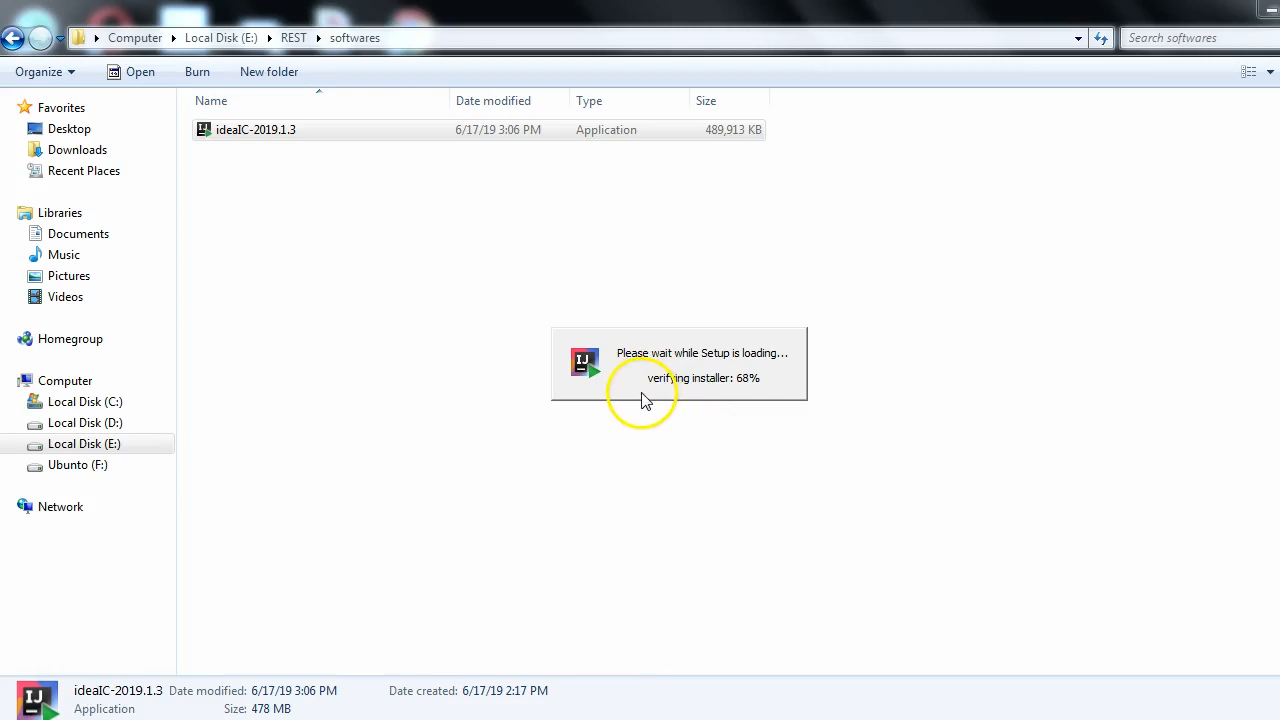 Computer Local Disk (E:) REST softwares Search softwares
Organize Open Burn New folder
Name Date modified Type Size
ideaIC-2019.1.3 6/17/19 3:06 PM Application 489,913 KB
Favorites
Desktop
Downloads
Recent Places
Libraries
Documents
Music
Pictures
Videos
Homegroup
Computer
Local Disk (C:)
Local Disk (D:)
Local Disk (E:)
Ubunto (F:)
Network
IJ
Please wait while Setup is loading...
verifying installer: 68%
IJ
ideaIC-2019.1.3 Date modified: 6/17/19 3:06 PM Date created: 6/17/19 2:17 PM
Application Size: 478 MB